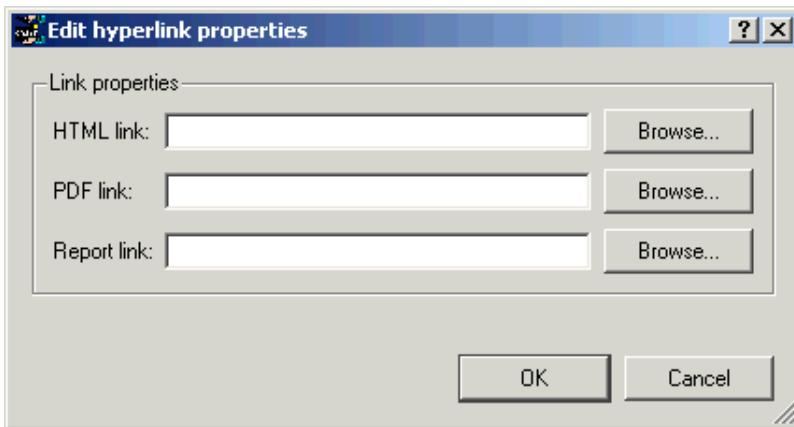 Edit hyperlink properties
Link properties
HTML link: Browse...
PDF link: Browse...
Report link: Browse...
OK Cancel